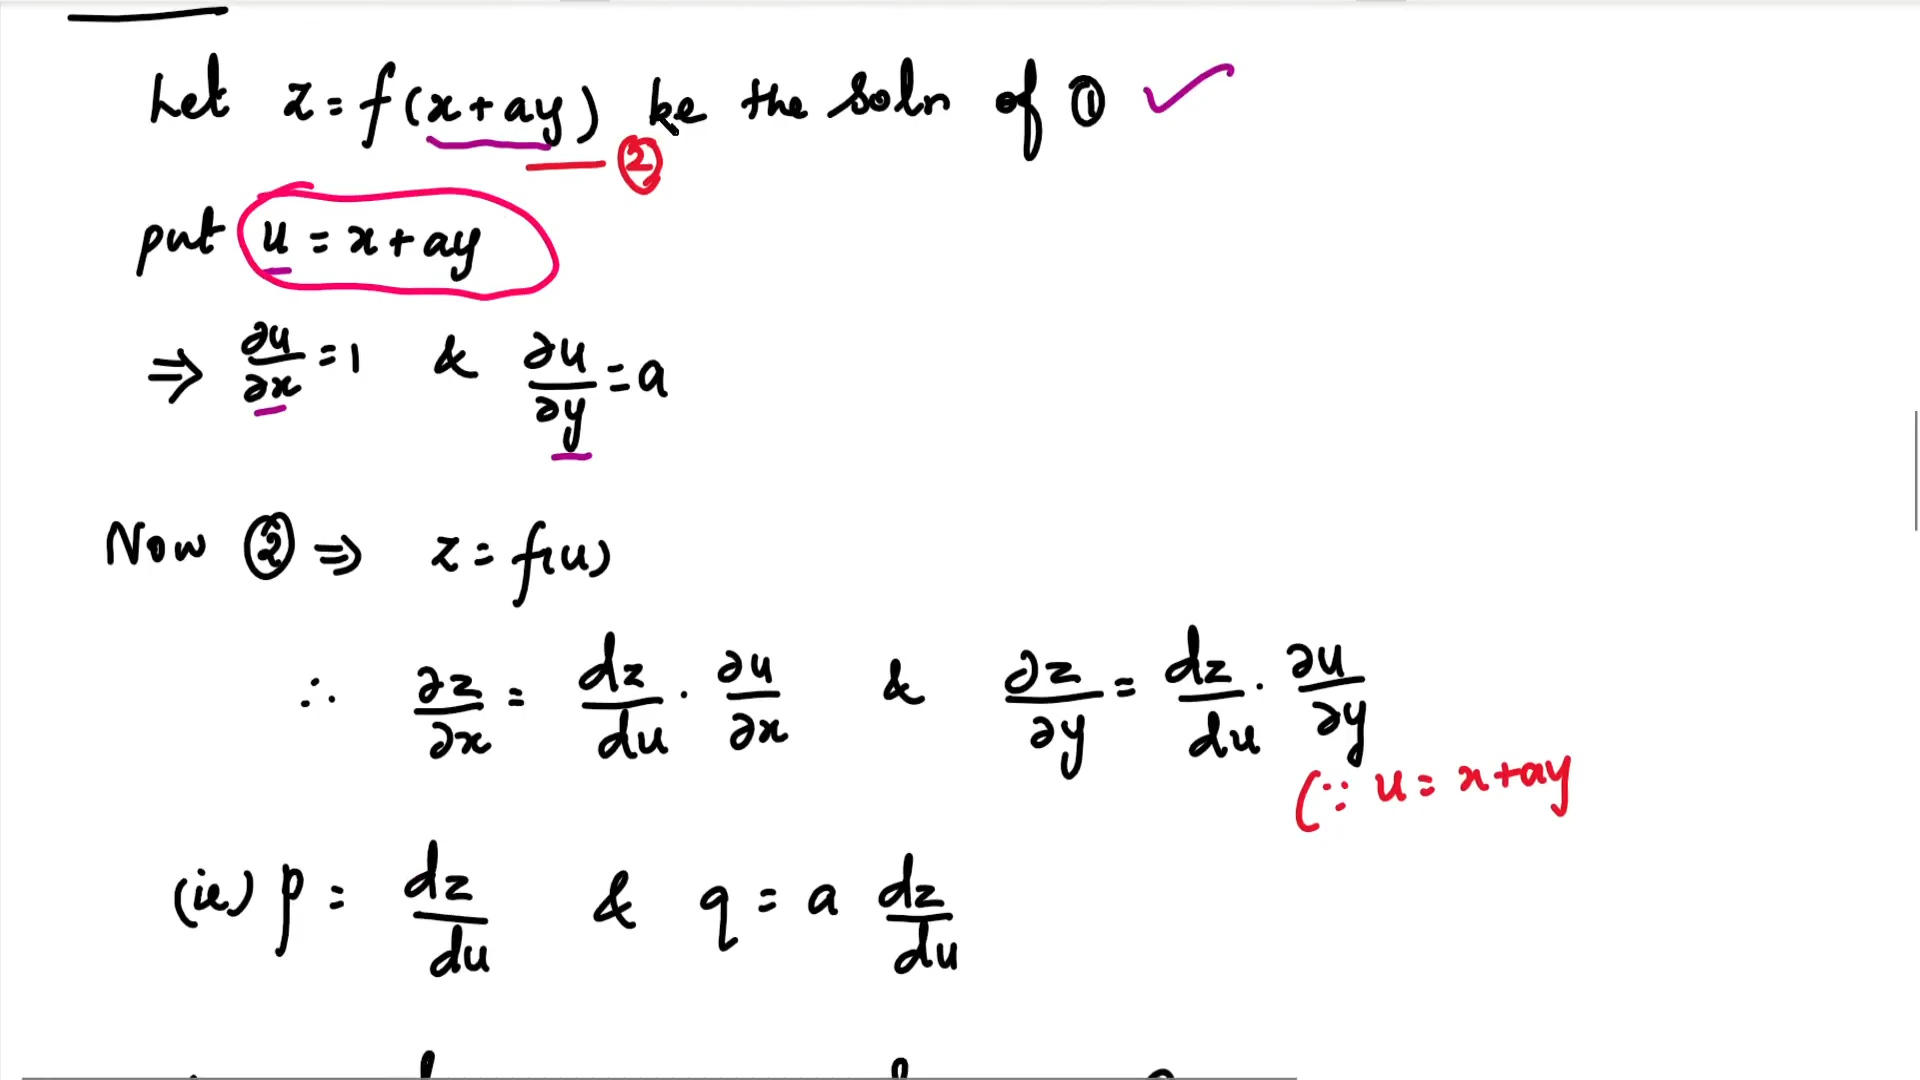 Let z = f(x + ay) be the soln of ①
②
put u = x + ay
⇒ ∂u/∂x = 1 & ∂u/∂y = a
Now ② ⇒ z = f(u)
∴ ∂z/∂x = dz/du · ∂u/∂x & ∂z/∂y = dz/du · ∂u/∂y
(∵ u = x + ay
(ie) p = dz/du & q = a dz/du